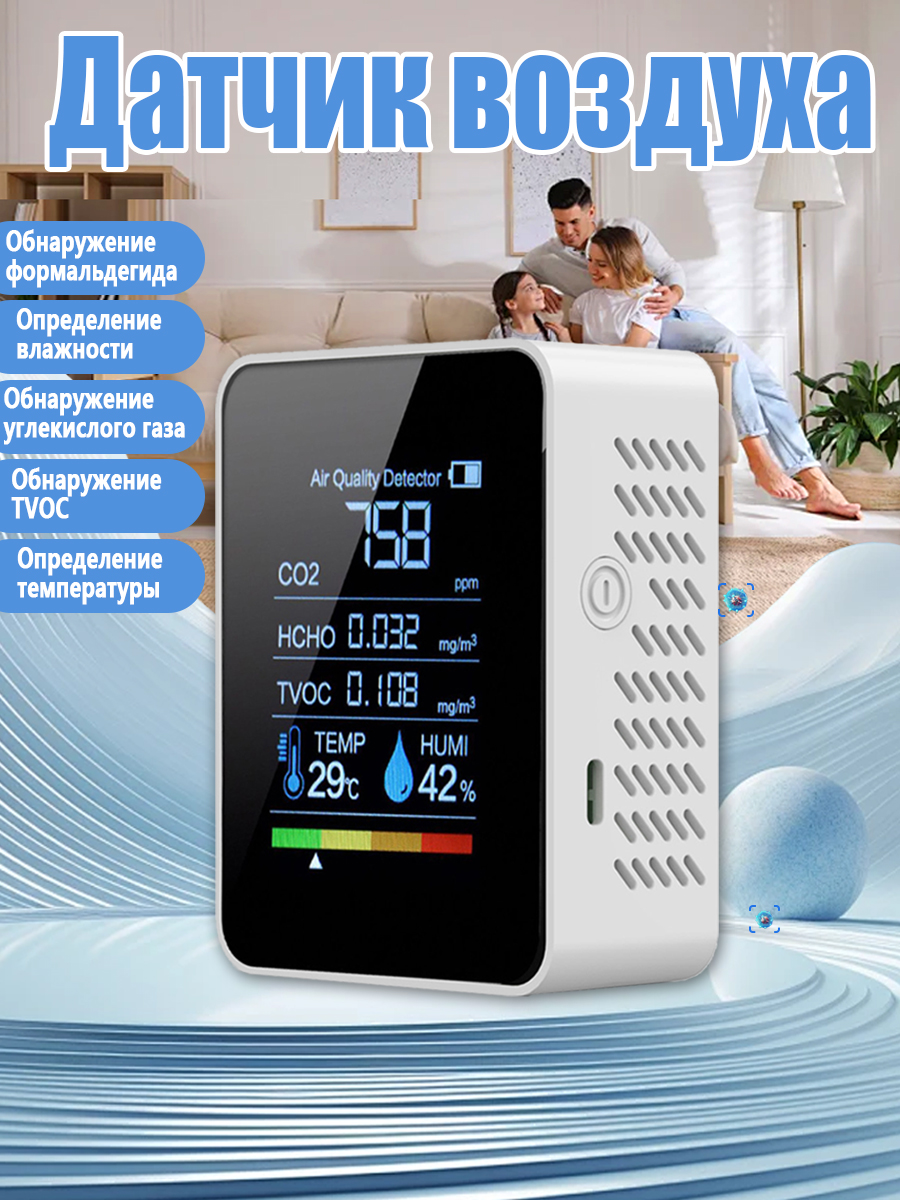 Датчик воздуха
Обнаружение
формальдегида
Определение
влажности
Обнаружение
углекислого газа
Обнаружение
TVOC
Определение
температуры
Air Quality Detector
758
CO2
ppm
HCHO 0.032 mg/m³
TVOC 0.108 mg/m³
TEMP HUMI
29℃ 42%